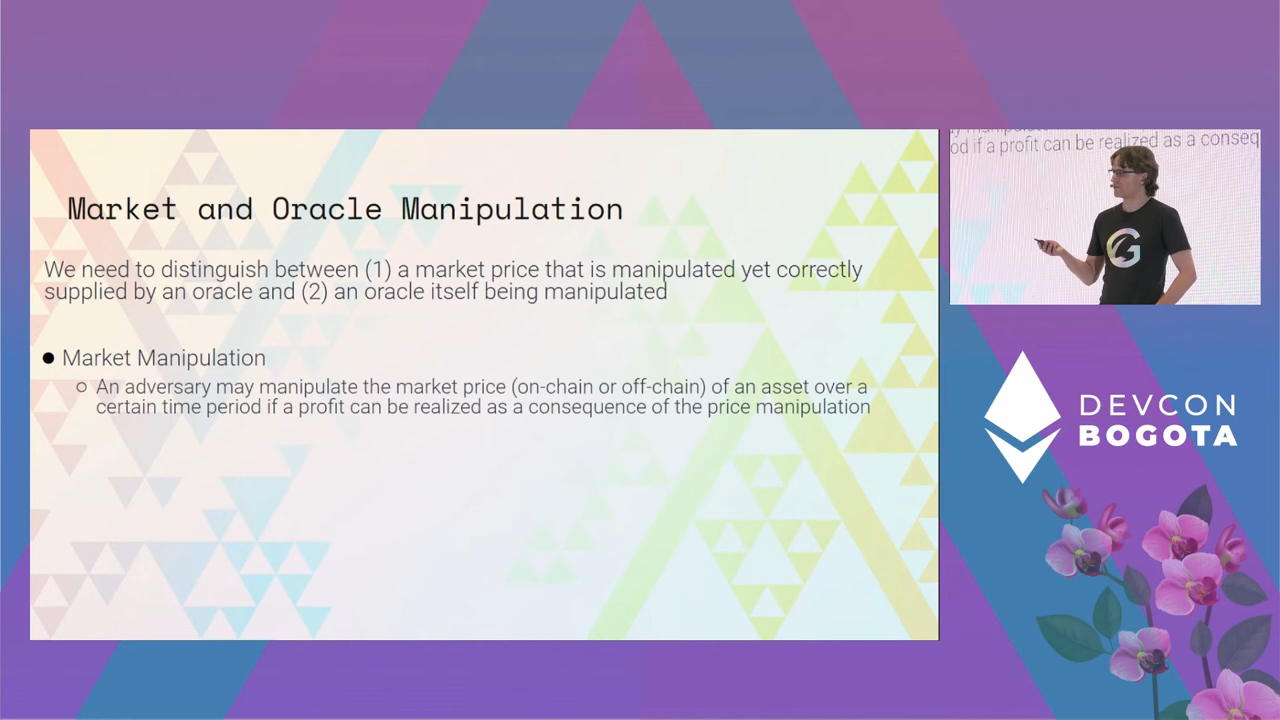 Market and Oracle Manipulation
We need to distinguish between (1) a market price that is manipulated yet correctly
supplied by an oracle and (2) an oracle itself being manipulated
Market Manipulation
An adversary may manipulate the market price (on-chain or off-chain) of an asset over a
certain time period if a profit can be realized as a consequence of the price manipulation
od if a profit can be realized as a conseq
G
DEVCON
BOGOTA